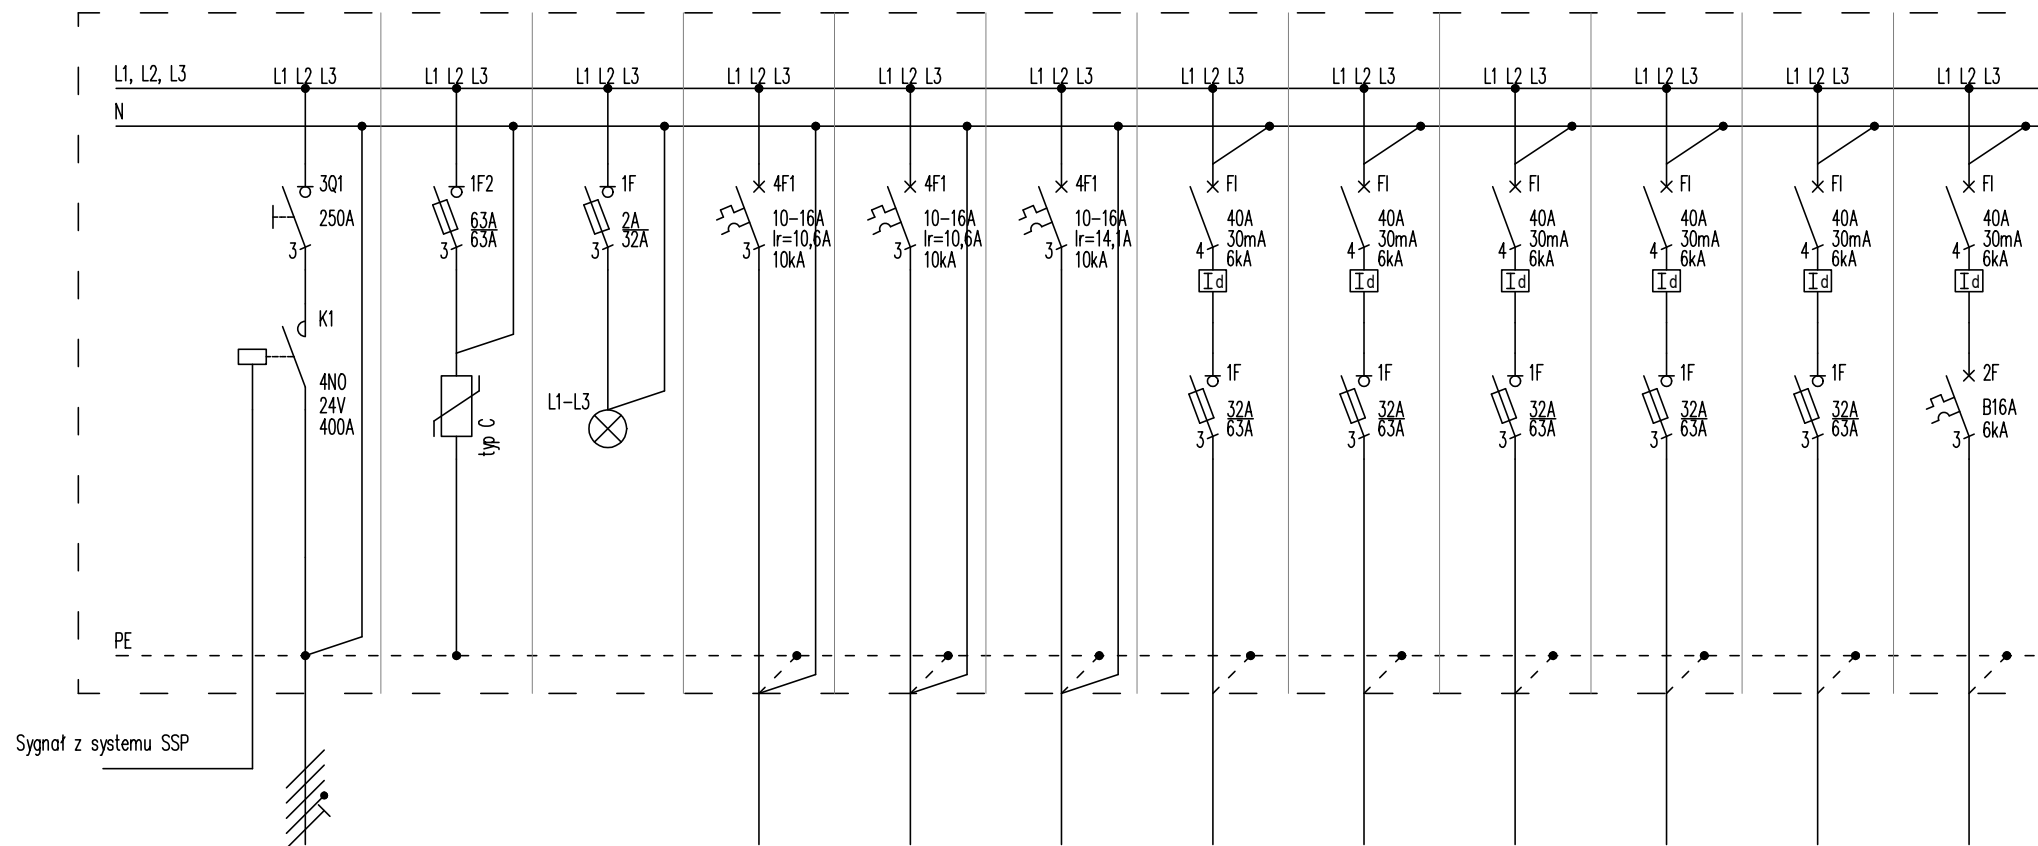 L1, L2, L3
L1 L2 L3
L1 L2 L3
L1 L2 L3
L1 L2 L3
L1 L2 L3
L1 L2 L3
L1 L2 L3
L1 L2 L3
L1 L2 L3
L1 L2 L3
L1 L2 L3
L1 L2 L3
N
3Q1
250A
3
K1
4NO
24V
400A
1F2
63A
63A
3
typ C
1F
2A
32A
3
L1-L3
4F1
10-16A
Ir=10,6A
10kA
3
4F1
10-16A
Ir=10,6A
10kA
3
4F1
10-16A
Ir=14,1A
10kA
3
FI
40A
30mA
6kA
4
Id
1F
32A
63A
3
FI
40A
30mA
6kA
4
Id
1F
32A
63A
3
FI
40A
30mA
6kA
4
Id
1F
32A
63A
3
FI
40A
30mA
6kA
4
Id
1F
32A
63A
3
FI
40A
30mA
6kA
4
Id
1F
32A
63A
3
FI
40A
30mA
6kA
4
Id
2F
B16A
6kA
3
PE
Sygnał z systemu SSP